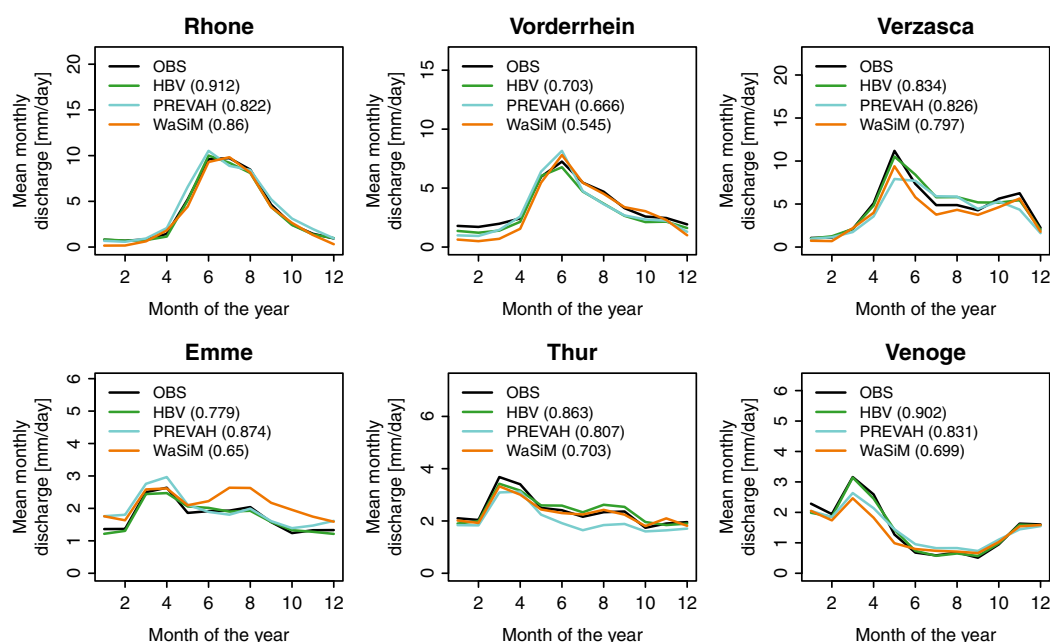 Rhone
Mean monthly
discharge [mm/day]
20
15
10
5
0
OBS
HBV (0.912)
PREVAH (0.822)
WaSiM (0.86)
2 4 6 8 10 12
Month of the year
Vorderrhein
Mean monthly
discharge [mm/day]
15
10
5
0
OBS
HBV (0.703)
PREVAH (0.666)
WaSiM (0.545)
2 4 6 8 10 12
Month of the year
Verzasca
Mean monthly
discharge [mm/day]
20
15
10
5
0
OBS
HBV (0.834)
PREVAH (0.826)
WaSiM (0.797)
2 4 6 8 10 12
Month of the year
Emme
Mean monthly
discharge [mm/day]
6
5
4
3
2
1
0
OBS
HBV (0.779)
PREVAH (0.874)
WaSiM (0.65)
2 4 6 8 10 12
Month of the year
Thur
Mean monthly
discharge [mm/day]
6
4
2
0
OBS
HBV (0.863)
PREVAH (0.807)
WaSiM (0.703)
2 4 6 8 10 12
Month of the year
Venoge
Mean monthly
discharge [mm/day]
6
5
4
3
2
1
0
OBS
HBV (0.902)
PREVAH (0.831)
WaSiM (0.699)
2 4 6 8 10 12
Month of the year